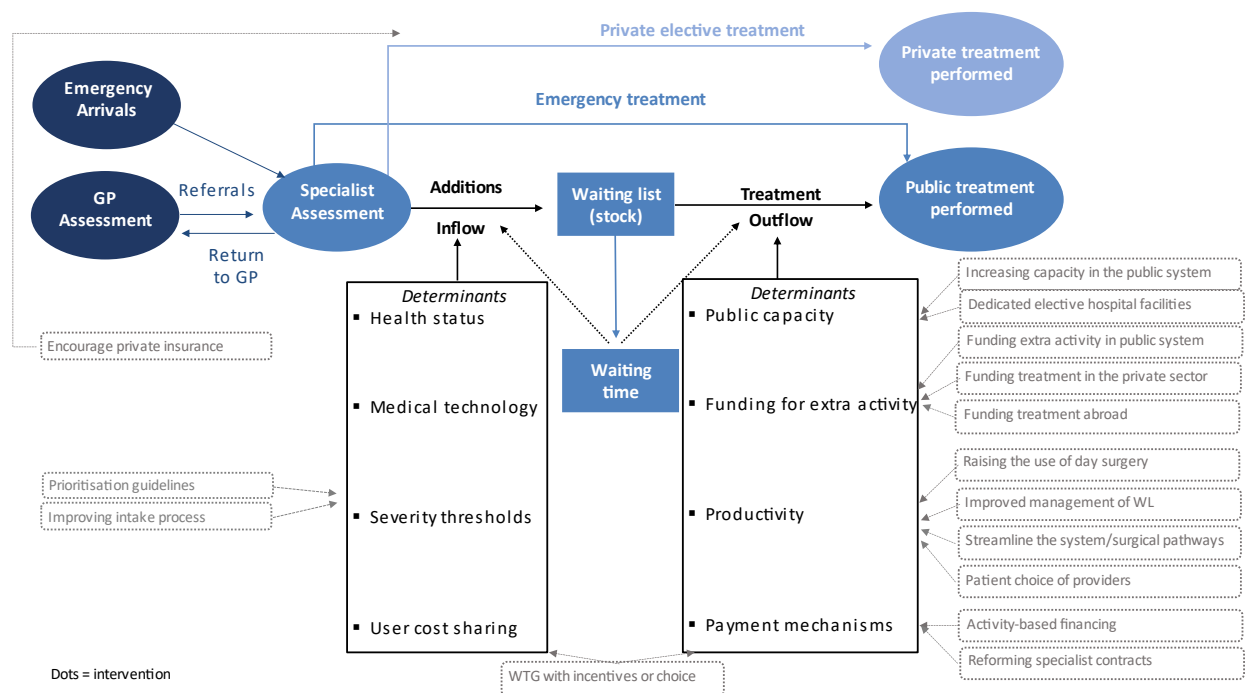 Private elective treatment
Private treatment
performed
Emergency
Arrivals
Emergency treatment
GP
Assessment
Referrals
Return
to GP
Specialist
Assessment
Additions
Inflow
Waiting list
(stock)
Treatment
Outflow
Public treatment
performed
Waiting
time
Determinants
▪ Health status
▪ Medical technology
▪ Severity thresholds
▪ User cost sharing
Determinants
▪ Public capacity
▪ Funding for extra activity
▪ Productivity
▪ Payment mechanisms
Encourage private insurance
Prioritisation guidelines
Improving intake process
Increasing capacity in the public system
Dedicated elective hospital facilities
Funding extra activity in public system
Funding treatment in the private sector
Funding treatment abroad
Raising the use of day surgery
Improved management of WL
Streamline the system/surgical pathways
Patient choice of providers
Activity-based financing
Reforming specialist contracts
WTG with incentives or choice
Dots = intervention